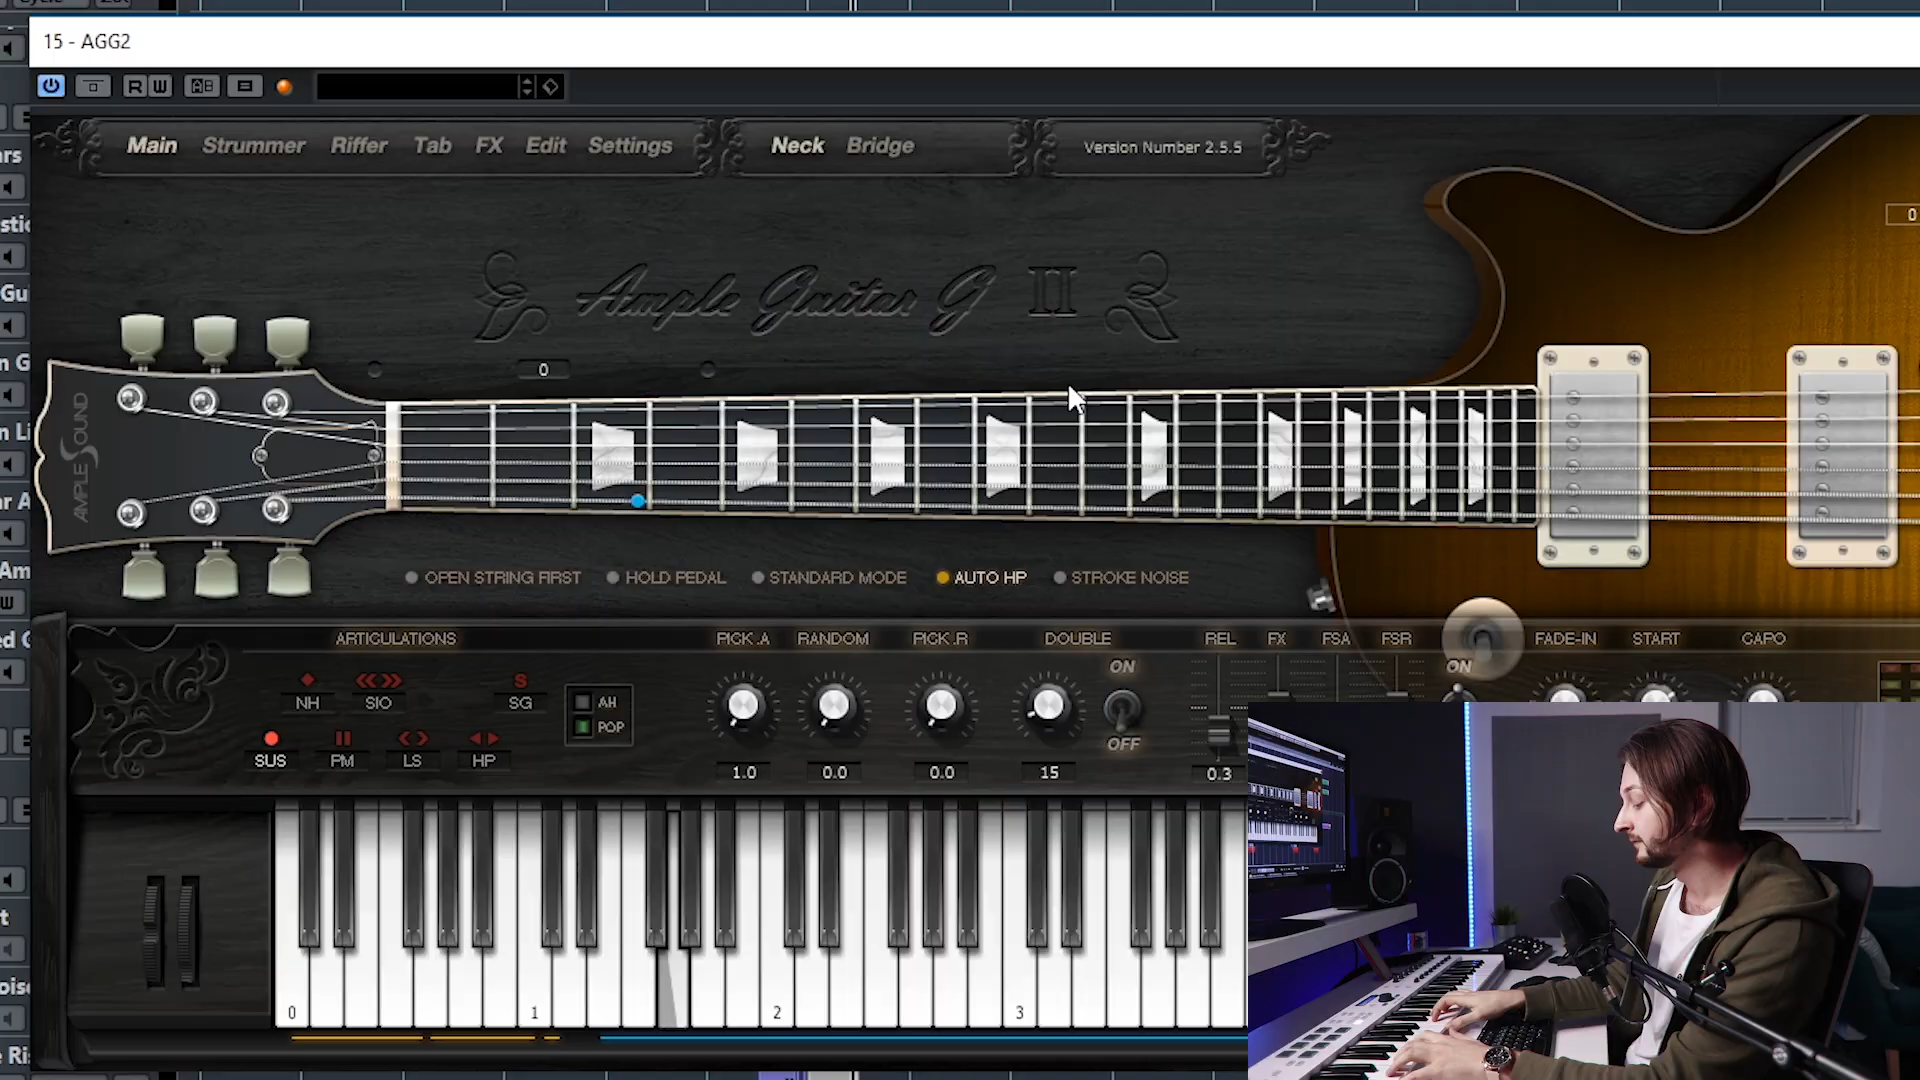 15 - AGG2
R W
Main Strummer Riffer Tab FX Edit Settings
Neck Bridge
Version Number 2.5.5
Ample Guitar G II
0
0
AMPLE SOUND
OPEN STRING FIRST HOLD PEDAL STANDARD MODE AUTO HP STROKE NOISE
ARTICULATIONS PICK .A RANDOM PICK .R DOUBLE REL FX FSA FSR FADE-IN START CAPO
ON ON
NH SIO SG AH
POP
SUS PM LS HP OFF
1.0 0.0 0.0 15 0.3
0 1 2 3